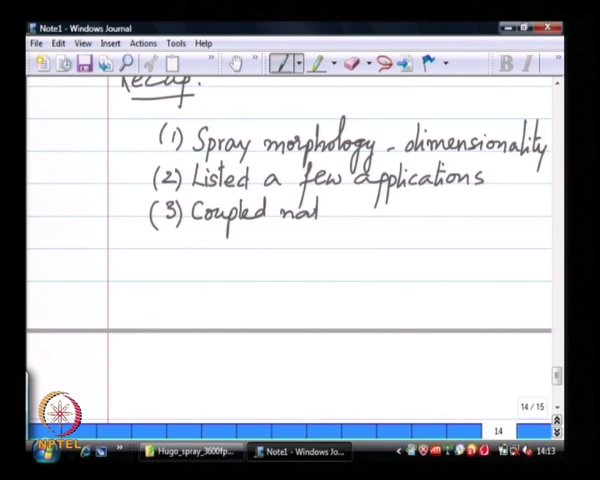 Note1 - Windows Journal
File Edit View Insert Actions Tools Help
B I
Recap.
(1) Spray morphology - dimensionality
(2) Listed a few applications
(3) Coupled nat
14 / 15
14
NPTEL
Hugo_spray_3600fp...
Note1 - Windows Jo...
14:13